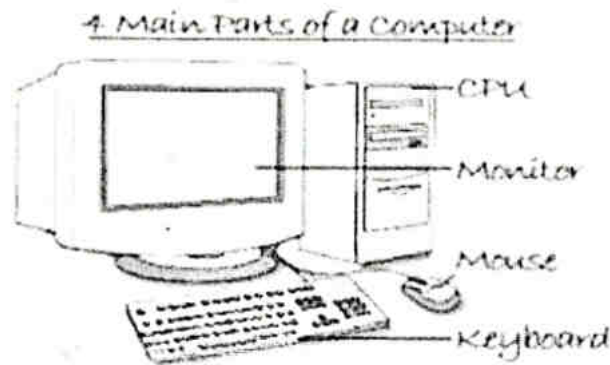 4 Main Parts of a Computer
CPU
Monitor
Mouse
Keyboard